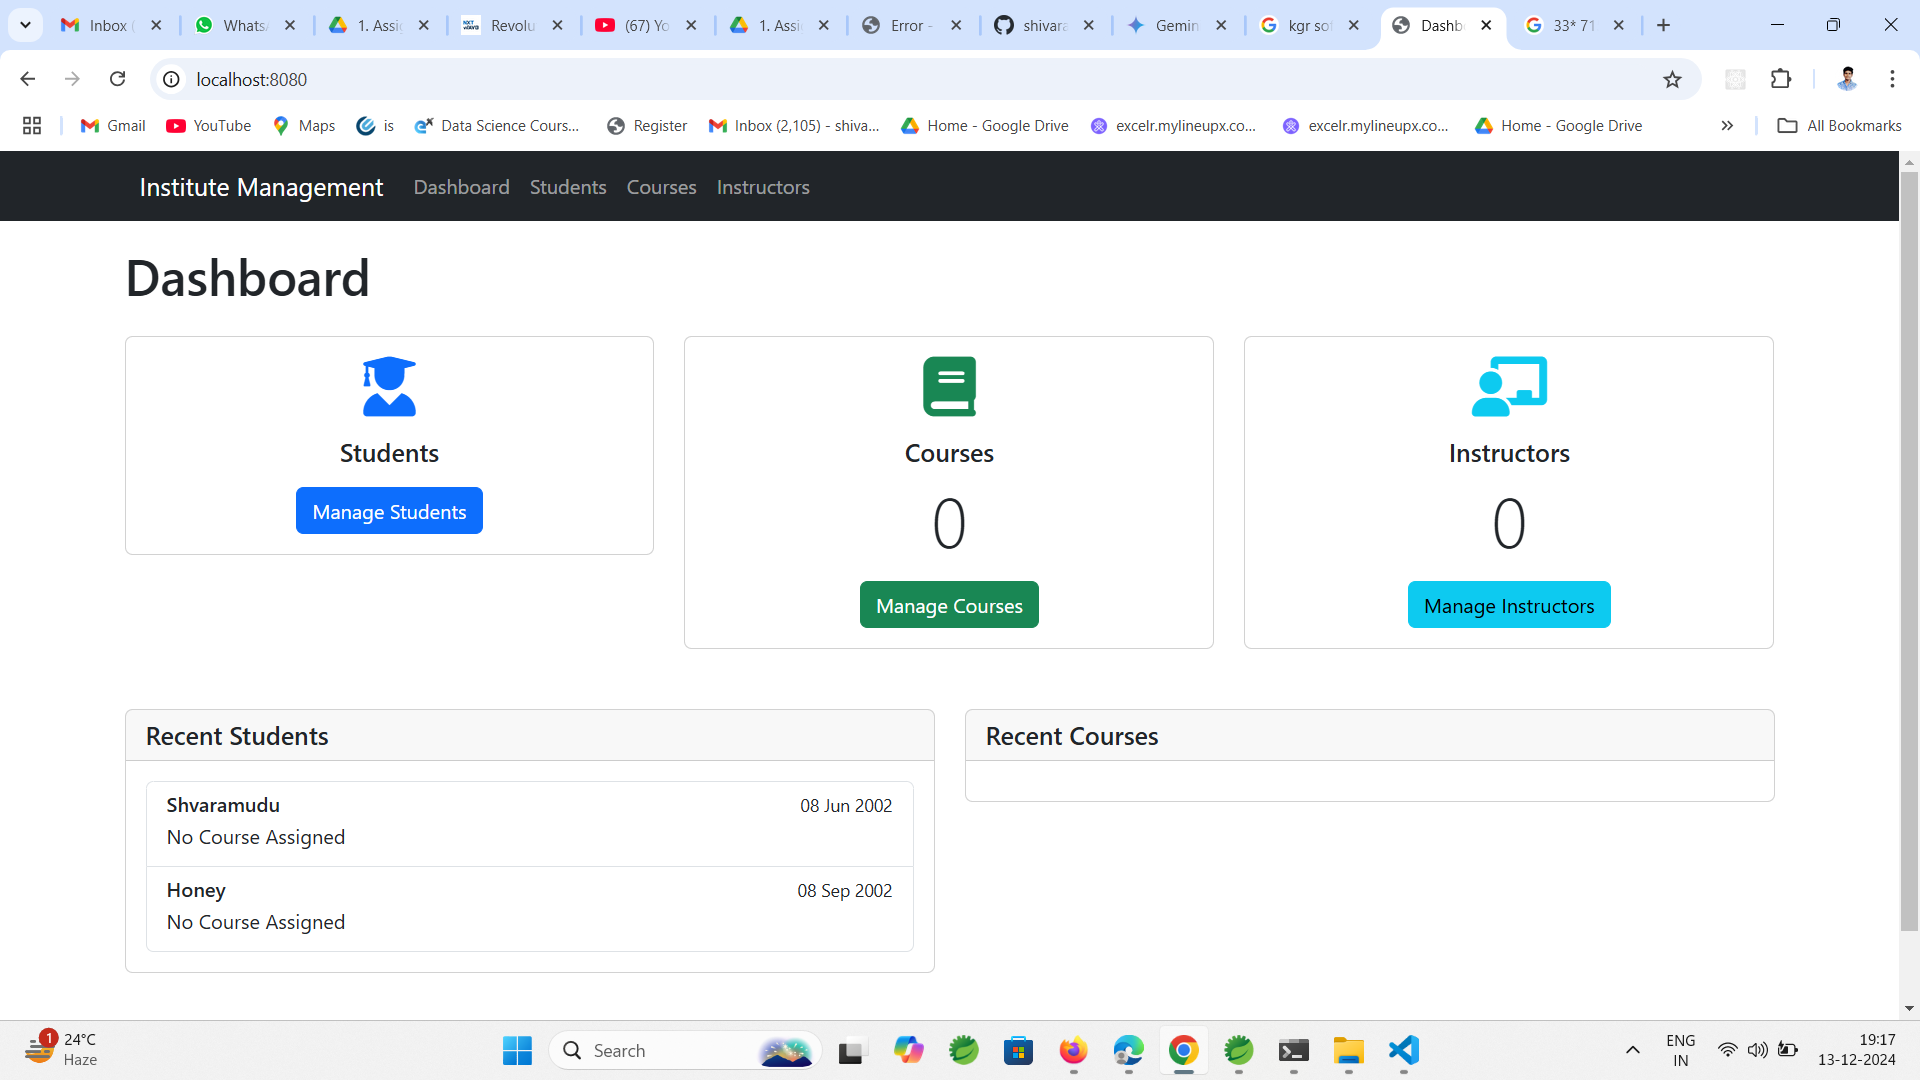 Inbox (
WhatsA
1. Assig
Revolu
(67) Yo
1. Assi
Error -
shivara
Gemin
kgr sof
Dashb
33* 71
localhost:8080
Gmail
YouTube
Maps
is
Data Science Cours...
Register
Inbox (2,105) - shiva...
Home - Google Drive
excelr.mylineupx.co...
excelr.mylineupx.co...
Home - Google Drive
All Bookmarks
Institute Management
Dashboard
Students
Courses
Instructors
Dashboard
Students
Manage Students
Courses
0
Manage Courses
Instructors
0
Manage Instructors
Recent Students
Shvaramudu
08 Jun 2002
No Course Assigned
Honey
08 Sep 2002
No Course Assigned
Recent Courses
1
24°C
Haze
Search
ENG
IN
19:17
13-12-2024